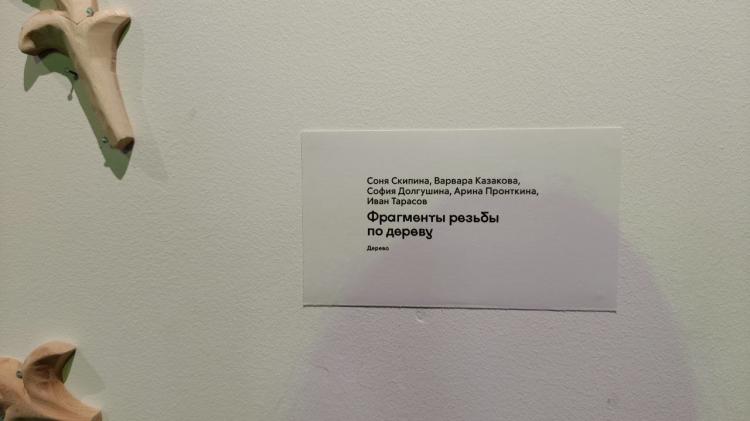 Соня Скипина, Варвара Казакова,
София Долгушина, Арина Пронткина,
Иван Тарасов
Фрагменты резьбы
по дереву
Дерево